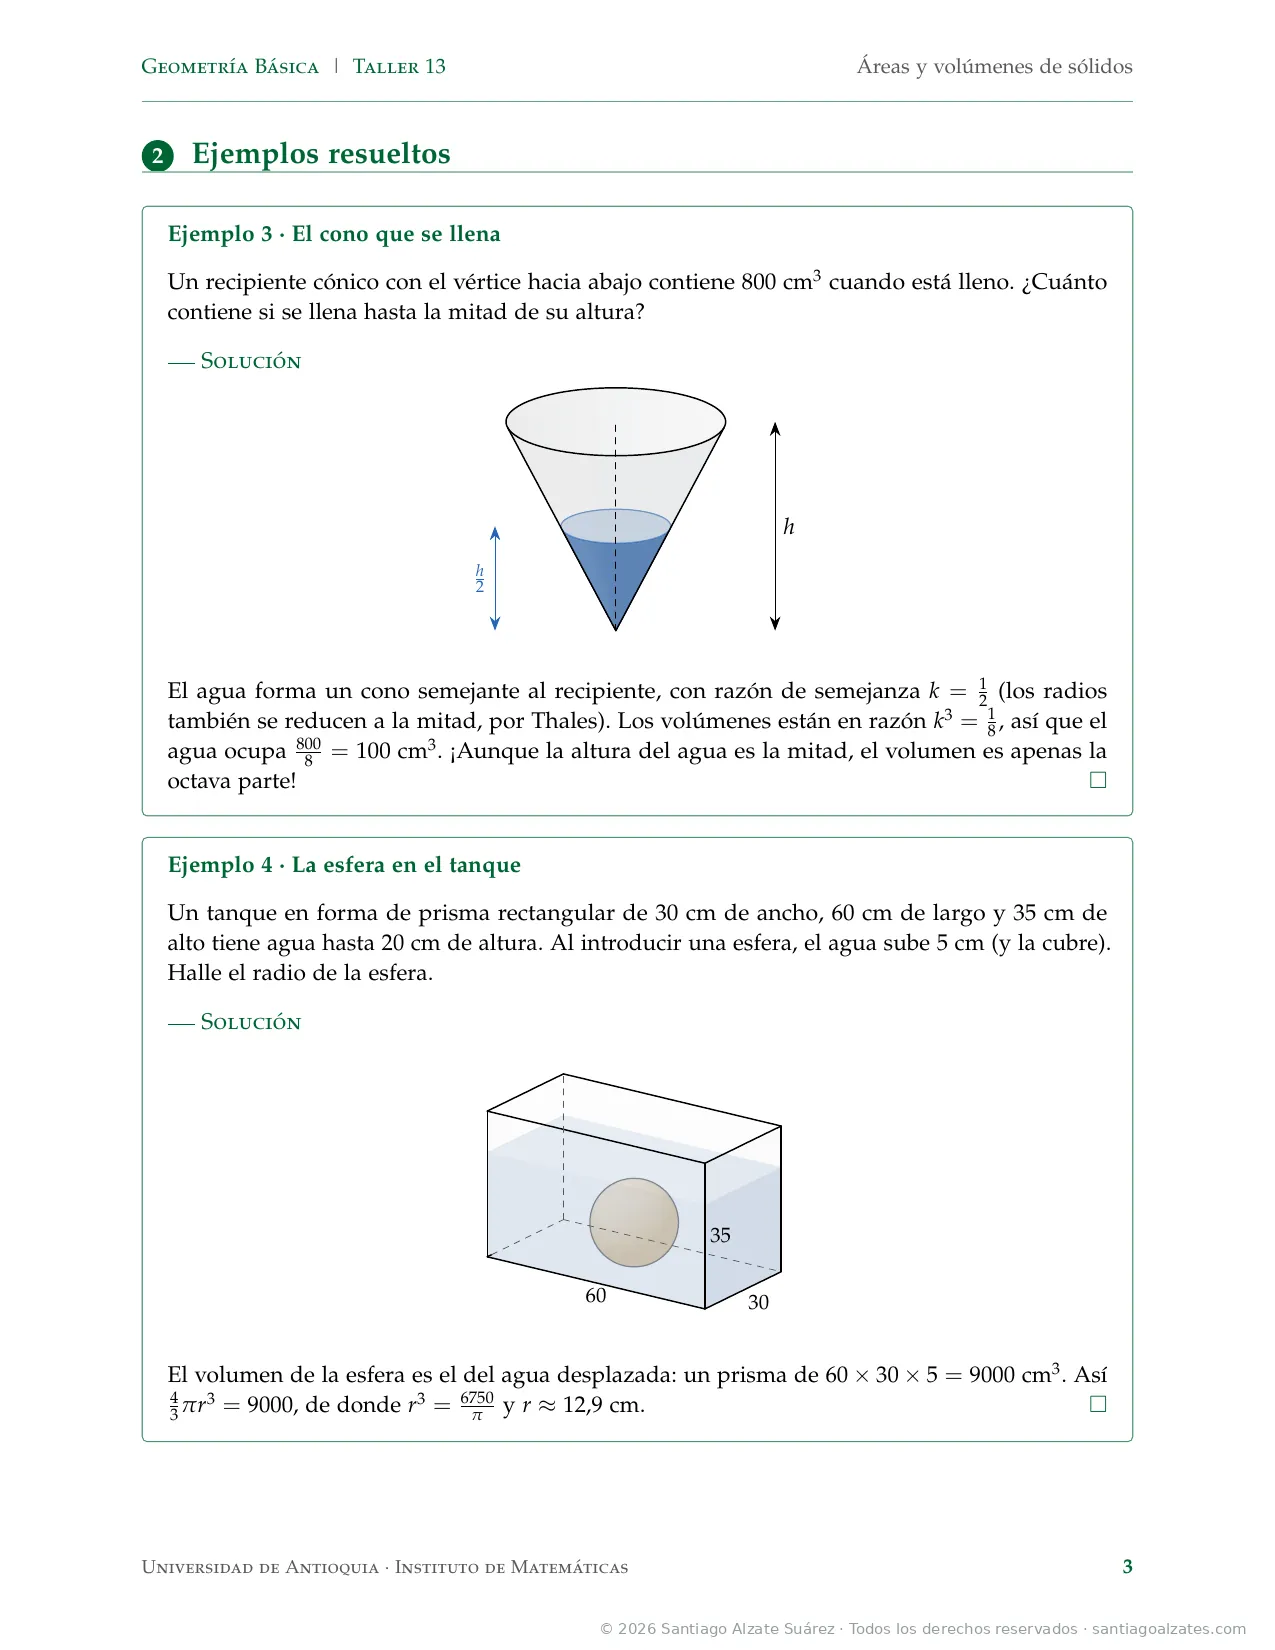 Geometría Básica | Taller 13
Áreas y volúmenes de sólidos
2 Ejemplos resueltos
Ejemplo 3 · El cono que se llena
Un recipiente cónico con el vértice hacia abajo contiene 800 cm³ cuando está lleno. ¿Cuánto
contiene si se llena hasta la mitad de su altura?
— Solución
h
h/2
El agua forma un cono semejante al recipiente, con razón de semejanza k = 1/2 (los radios
también se reducen a la mitad, por Thales). Los volúmenes están en razón k³ = 1/8, así que el
agua ocupa 800/8 = 100 cm³. ¡Aunque la altura del agua es la mitad, el volumen es apenas la
octava parte! □
Ejemplo 4 · La esfera en el tanque
Un tanque en forma de prisma rectangular de 30 cm de ancho, 60 cm de largo y 35 cm de
alto tiene agua hasta 20 cm de altura. Al introducir una esfera, el agua sube 5 cm (y la cubre).
Halle el radio de la esfera.
— Solución
35
60
30
El volumen de la esfera es el del agua desplazada: un prisma de 60 × 30 × 5 = 9000 cm³. Así
4/3 πr³ = 9000, de donde r³ = 6750/π y r ≈ 12,9 cm. □
Universidad de Antioquia · Instituto de Matemáticas
3
© 2026 Santiago Alzate Suárez · Todos los derechos reservados · santiagoalzates.com